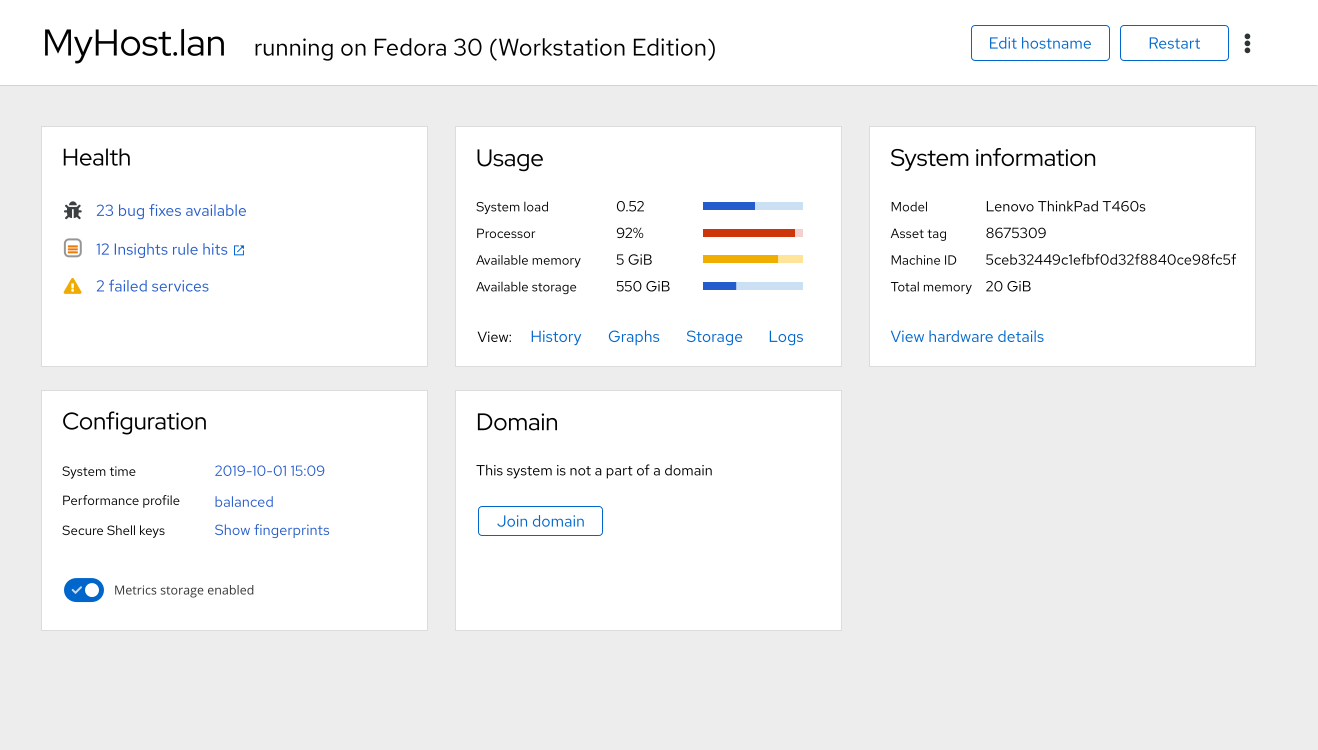 MyHost.lan running on Fedora 30 (Workstation Edition)
Edit hostname
Restart
Health
23 bug fixes available
12 Insights rule hits
2 failed services
Usage
System load 0.52
Processor 92%
Available memory 5 GiB
Available storage 550 GiB
View: History Graphs Storage Logs
System information
Model Lenovo ThinkPad T460s
Asset tag 8675309
Machine ID 5ceb32449c1efbf0d32f8840ce98fc5f
Total memory 20 GiB
View hardware details
Configuration
System time 2019-10-01 15:09
Performance profile balanced
Secure Shell keys Show fingerprints
Metrics storage enabled
Domain
This system is not a part of a domain
Join domain